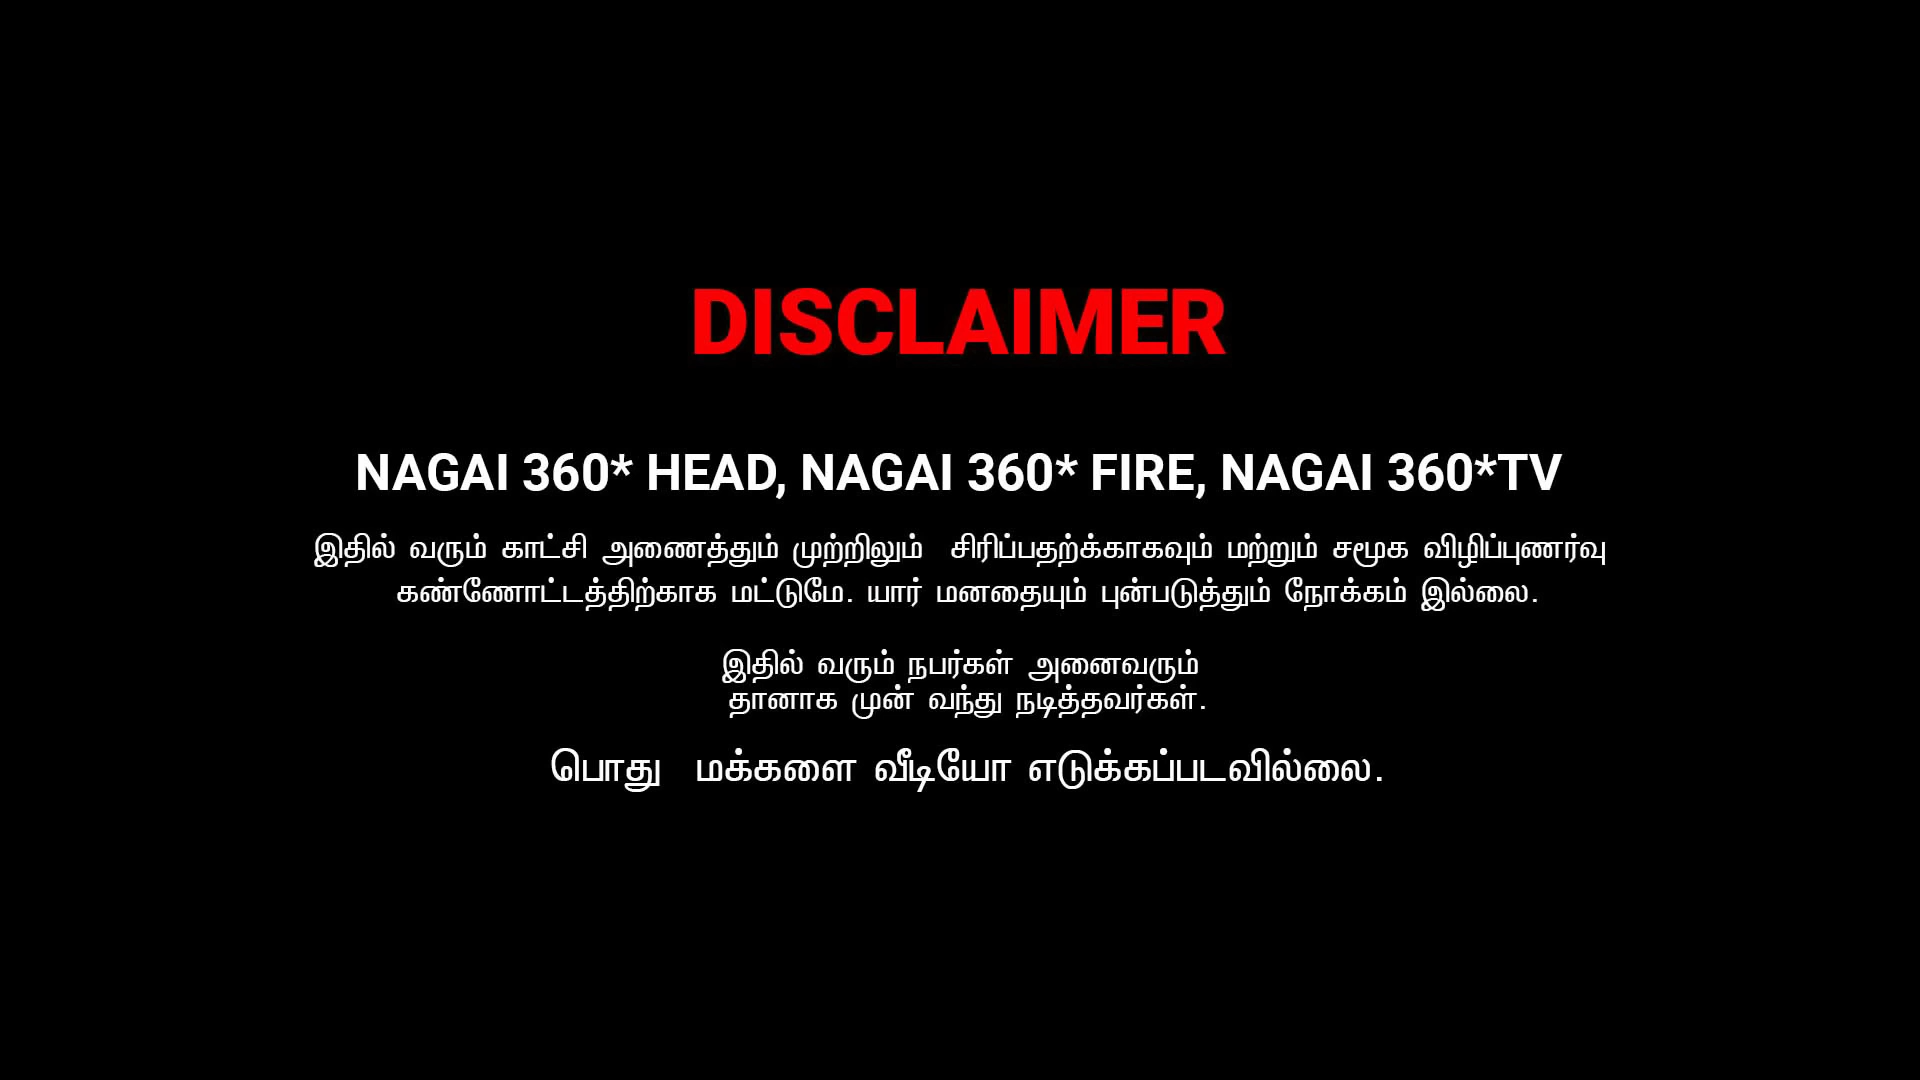 DISCLAIMER
NAGAI 360* HEAD, NAGAI 360* FIRE, NAGAI 360*TV
இதில் வரும் காட்சி அணைத்தும் முற்றிலும் சிரிப்பதற்க்காகவும் மற்றும் சமூக விழிப்புணர்வு
கண்ணோட்டத்திற்காக மட்டுமே. யார் மனதையும் புன்படுத்தும் நோக்கம் இல்லை.
இதில் வரும் நபர்கள் அனைவரும்
தானாக முன் வந்து நடித்தவர்கள்.
பொது மக்களை வீடியோ எடுக்கப்படவில்லை.